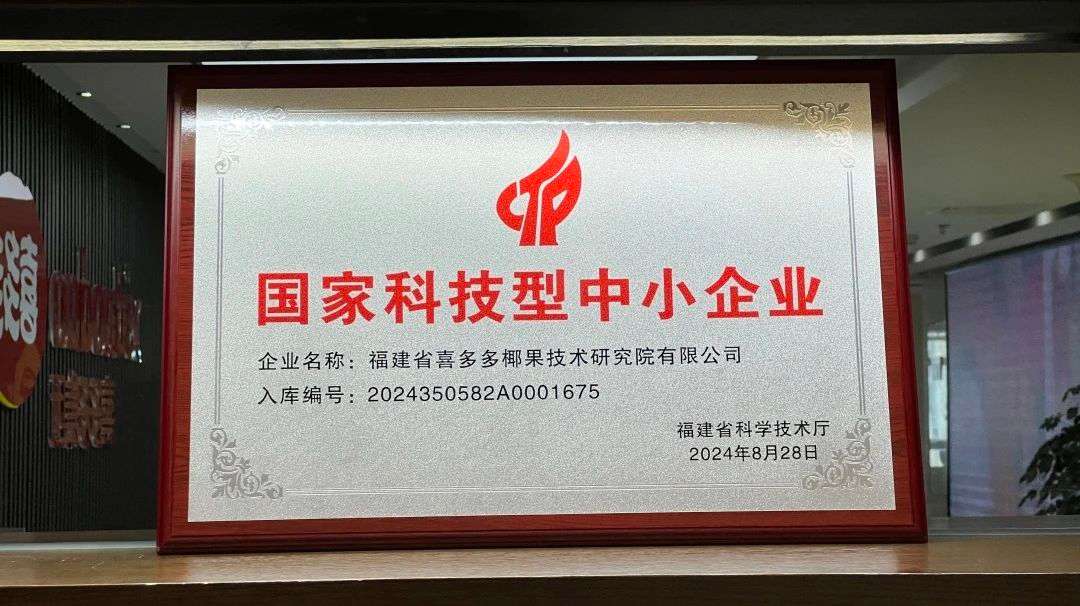 国家科技型中小企业
企业名称：福建省喜多多椰果技术研究院有限公司
入库编号：2024350582A0001675
福建省科学技术厅
2024年8月28日